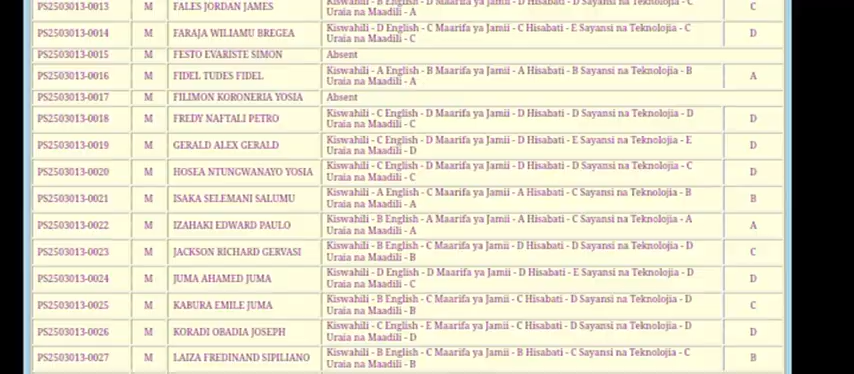 PS2503013-0013 M FALES JORDAN JAMES Kiswahili - B English - D Maarifa ya Jamii - D Hisabati - D Sayansi na Teknolojia - C C
Uraia na Maadili - A
PS2503013-0014 M FARAJA WILIAMU BREGEA Kiswahili - D English - D Maarifa ya Jamii - C Hisabati - E Sayansi na Teknolojia - C D
Uraia na Maadili - C
PS2503013-0015 M FESTO EVARISTE SIMON Absent
PS2503013-0016 M FIDEL TUDES FIDEL Kiswahili - A English - B Maarifa ya Jamii - A Hisabati - B Sayansi na Teknolojia - B A
Uraia na Maadili - A
PS2503013-0017 M FILIMON KORONERIA YOSIA Absent
PS2503013-0018 M FREDY NAFTALI PETRO Kiswahili - C English - D Maarifa ya Jamii - D Hisabati - D Sayansi na Teknolojia - D D
Uraia na Maadili - C
PS2503013-0019 M GERALD ALEX GERALD Kiswahili - C English - D Maarifa ya Jamii - D Hisabati - E Sayansi na Teknolojia - E D
Uraia na Maadili - D
PS2503013-0020 M HOSEA NTUNGWANAYO YOSIA Kiswahili - C English - D Maarifa ya Jamii - D Hisabati - D Sayansi na Teknolojia - C D
Uraia na Maadili - C
PS2503013-0021 M ISAKA SELEMANI SALUMU Kiswahili - A English - C Maarifa ya Jamii - A Hisabati - C Sayansi na Teknolojia - B B
Uraia na Maadili - A
PS2503013-0022 M IZAHAKI EDWARD PAULO Kiswahili - B English - A Maarifa ya Jamii - A Hisabati - C Sayansi na Teknolojia - A A
Uraia na Maadili - A
PS2503013-0023 M JACKSON RICHARD GERVASI Kiswahili - B English - C Maarifa ya Jamii - D Hisabati - D Sayansi na Teknolojia - D C
Uraia na Maadili - B
PS2503013-0024 M JUMA AHAMED JUMA Kiswahili - D English - D Maarifa ya Jamii - D Hisabati - E Sayansi na Teknolojia - D D
Uraia na Maadili - C
PS2503013-0025 M KABURA EMILE JUMA Kiswahili - B English - C Maarifa ya Jamii - C Hisabati - D Sayansi na Teknolojia - C C
Uraia na Maadili - B
PS2503013-0026 M KORADI OBADIA JOSEPH Kiswahili - C English - E Maarifa ya Jamii - C Hisabati - D Sayansi na Teknolojia - D D
Uraia na Maadili - D
PS2503013-0027 M LAIZA FREDINAND SIPILIANO Kiswahili - B English - C Maarifa ya Jamii - B Hisabati - C Sayansi na Teknolojia - C B
Uraia na Maadili - B